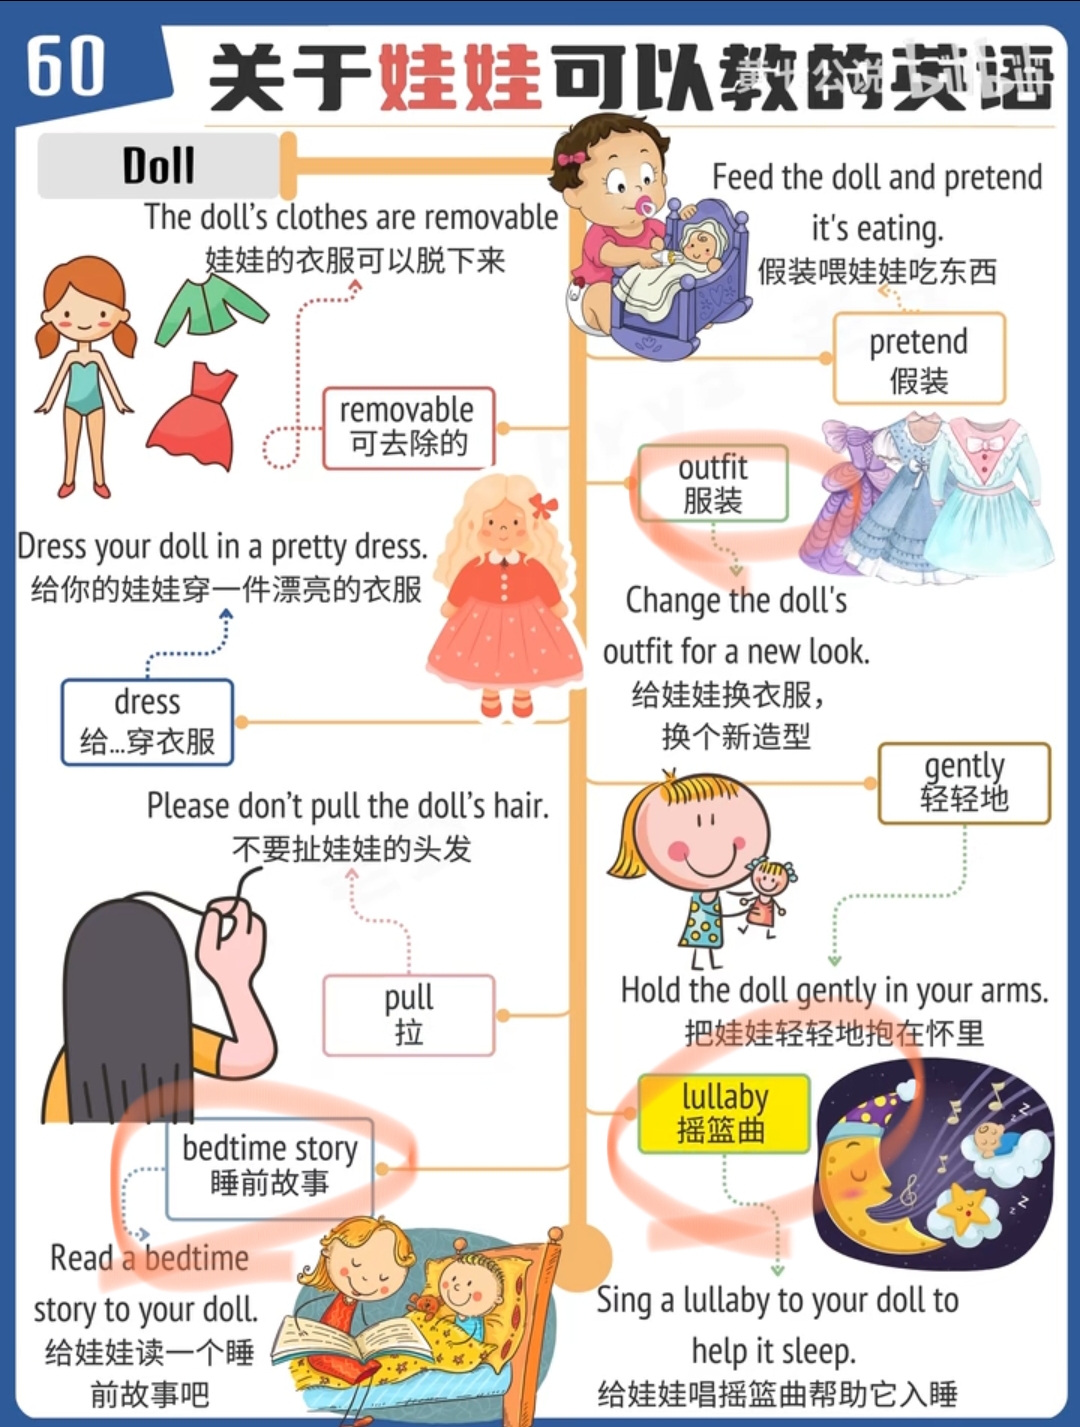 60
关于娃娃可以教的英语
Doll
The doll's clothes are removable
娃娃的衣服可以脱下来
removable
可去除的
Feed the doll and pretend
it's eating.
假装喂娃娃吃东西
pretend
假装
outfit
服装
Change the doll's
outfit for a new look.
给娃娃换衣服，
换个新造型
Dress your doll in a pretty dress.
给你的娃娃穿一件漂亮的衣服
dress
给...穿衣服
gently
轻轻地
Hold the doll gently in your arms.
把娃娃轻轻地抱在怀里
Please don't pull the doll's hair.
不要扯娃娃的头发
pull
拉
bedtime story
睡前故事
Read a bedtime
story to your doll.
给娃娃读一个睡
前故事吧
lullaby
摇篮曲
Sing a lullaby to your doll to
help it sleep.
给娃娃唱摇篮曲帮助它入睡